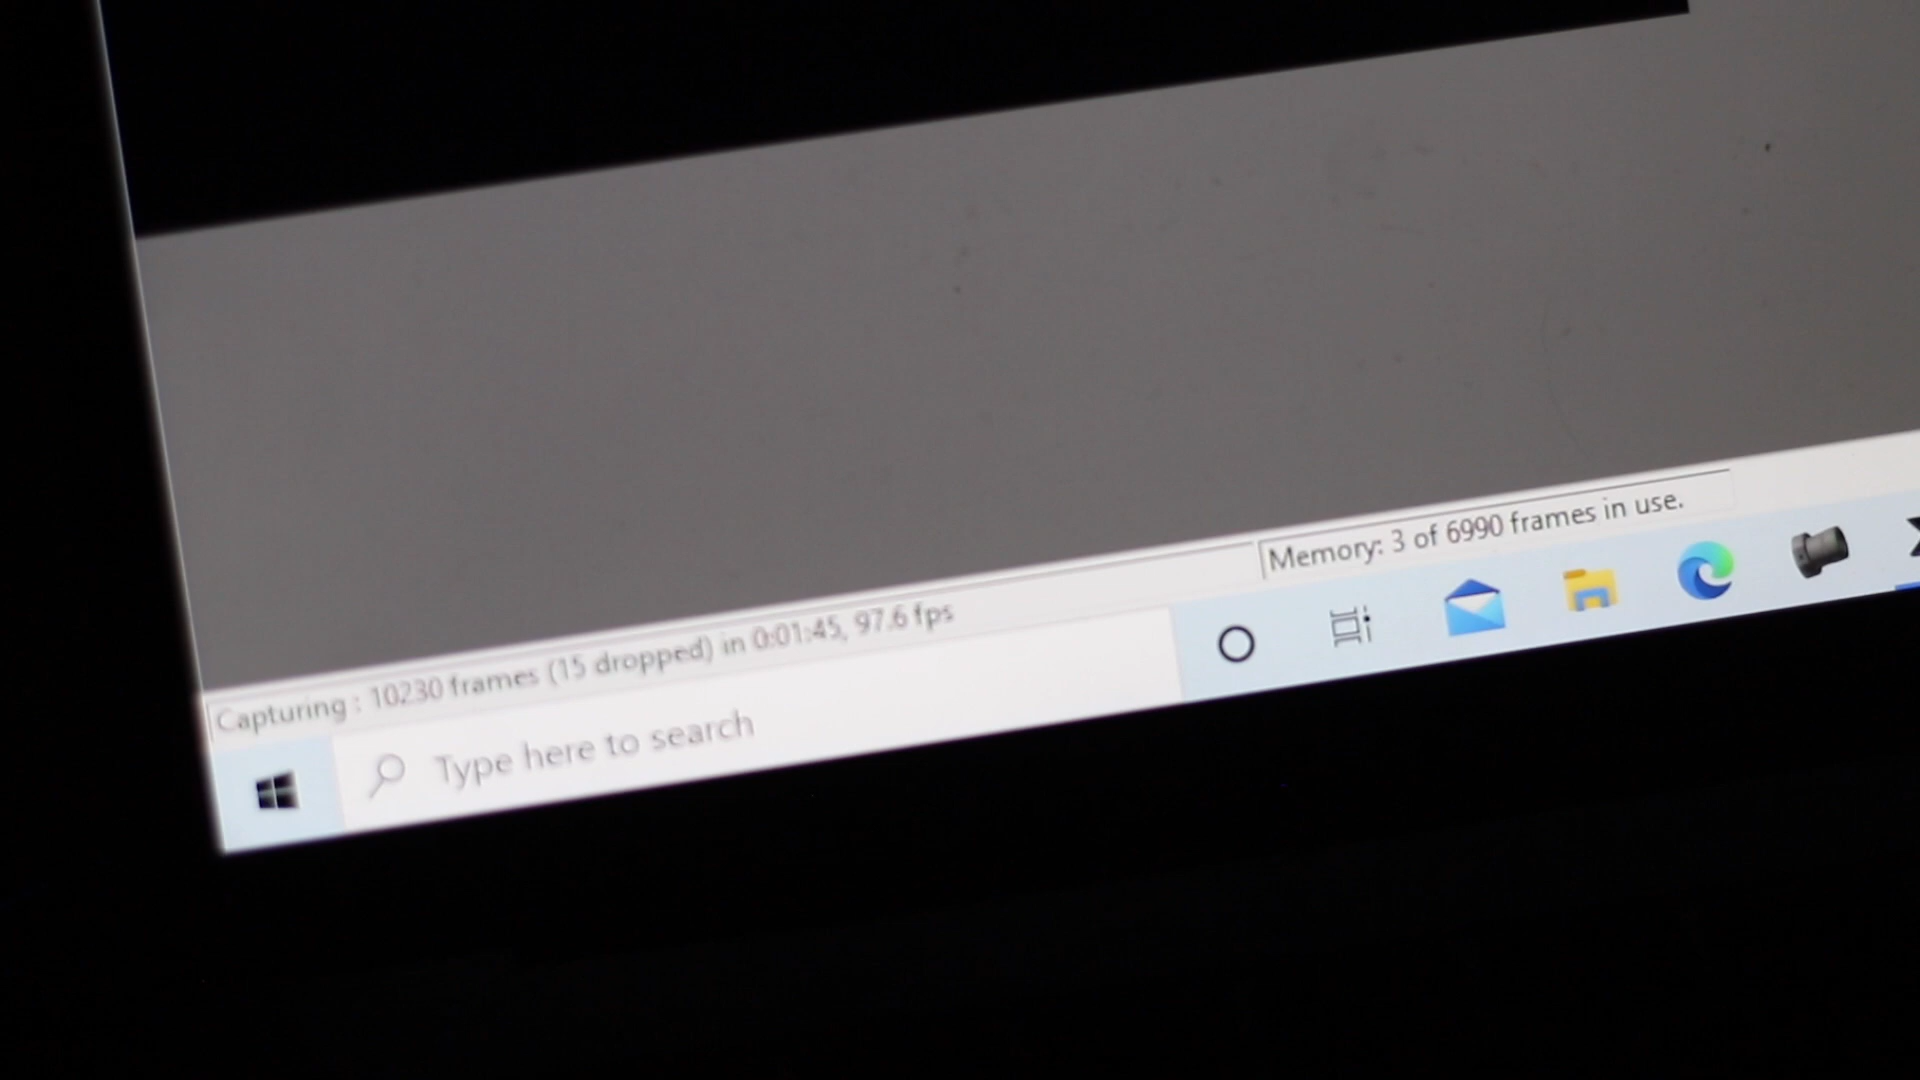 Memory: 3 of 6990 frames in use.
Capturing : 10230 frames (15 dropped) in 0:01:45, 97.6 fps
Type here to search